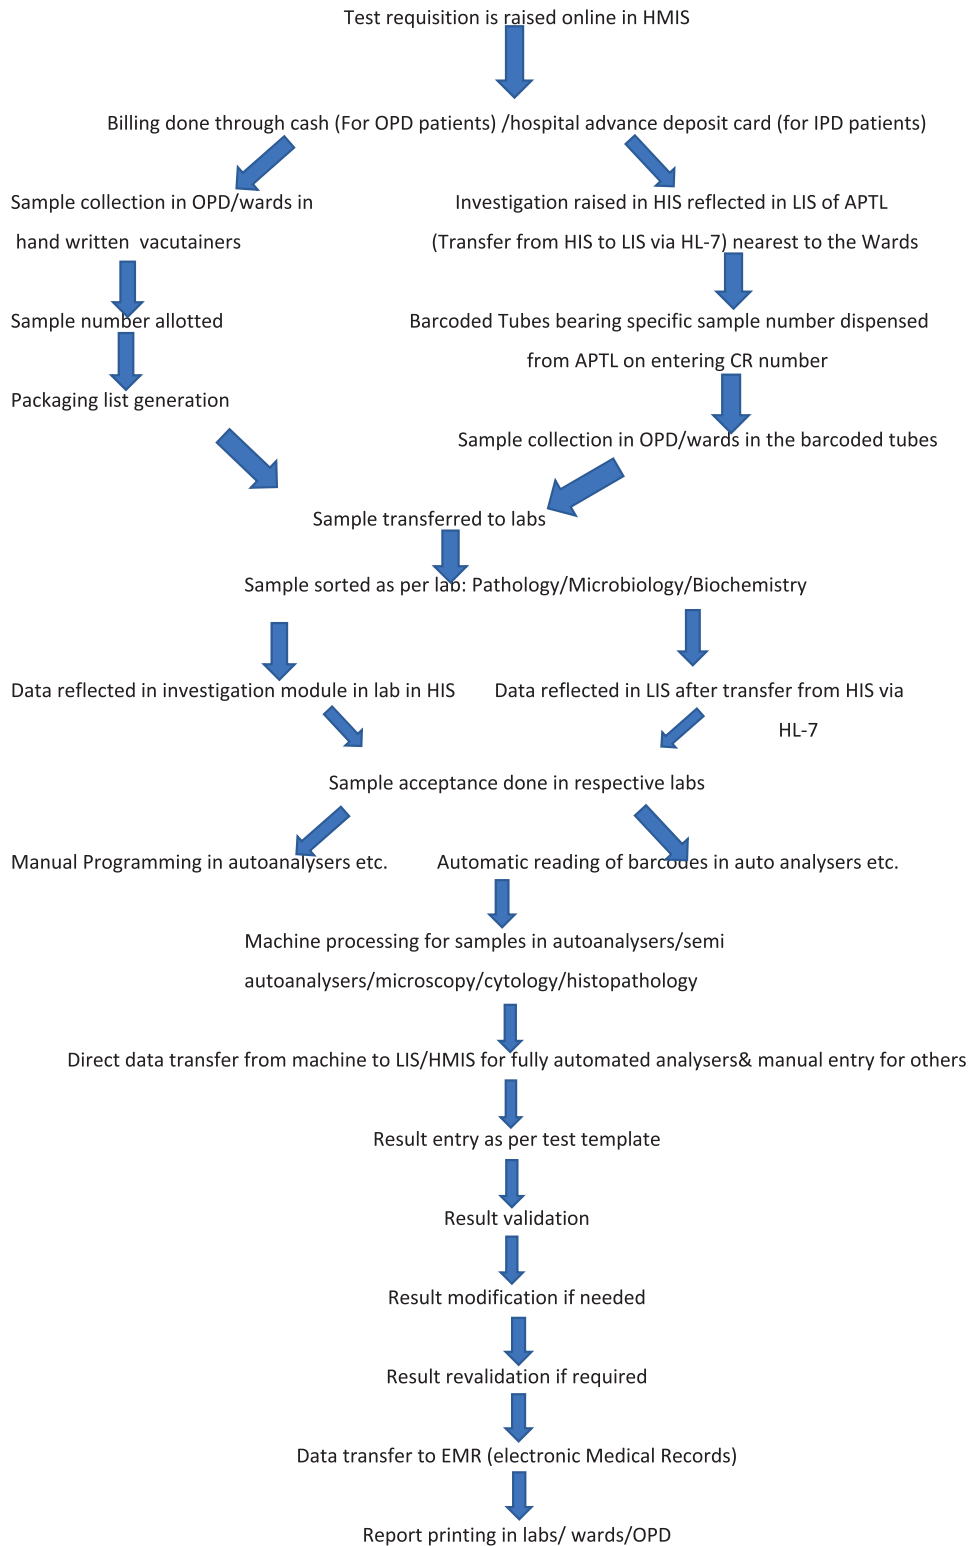 Test requisition is raised online in HMIS
Billing done through cash (For OPD patients) /hospital advance deposit card (for IPD patients)
Sample collection in OPD/wards in
hand written vacutainers
Sample number allotted
Packaging list generation
Investigation raised in HIS reflected in LIS of APTL
(Transfer from HIS to LIS via HL-7) nearest to the Wards
Barcoded Tubes bearing specific sample number dispensed
from APTL on entering CR number
Sample collection in OPD/wards in the barcoded tubes
Sample transferred to labs
Sample sorted as per lab: Pathology/Microbiology/Biochemistry
Data reflected in investigation module in lab in HIS
Data reflected in LIS after transfer from HIS via
HL-7
Sample acceptance done in respective labs
Manual Programming in autoanalysers etc.
Automatic reading of barcodes in auto analysers etc.
Machine processing for samples in autoanalysers/semi
autoanalysers/microscopy/cytology/histopathology
Direct data transfer from machine to LIS/HMIS for fully automated analysers& manual entry for others
Result entry as per test template
Result validation
Result modification if needed
Result revalidation if required
Data transfer to EMR (electronic Medical Records)
Report printing in labs/ wards/OPD